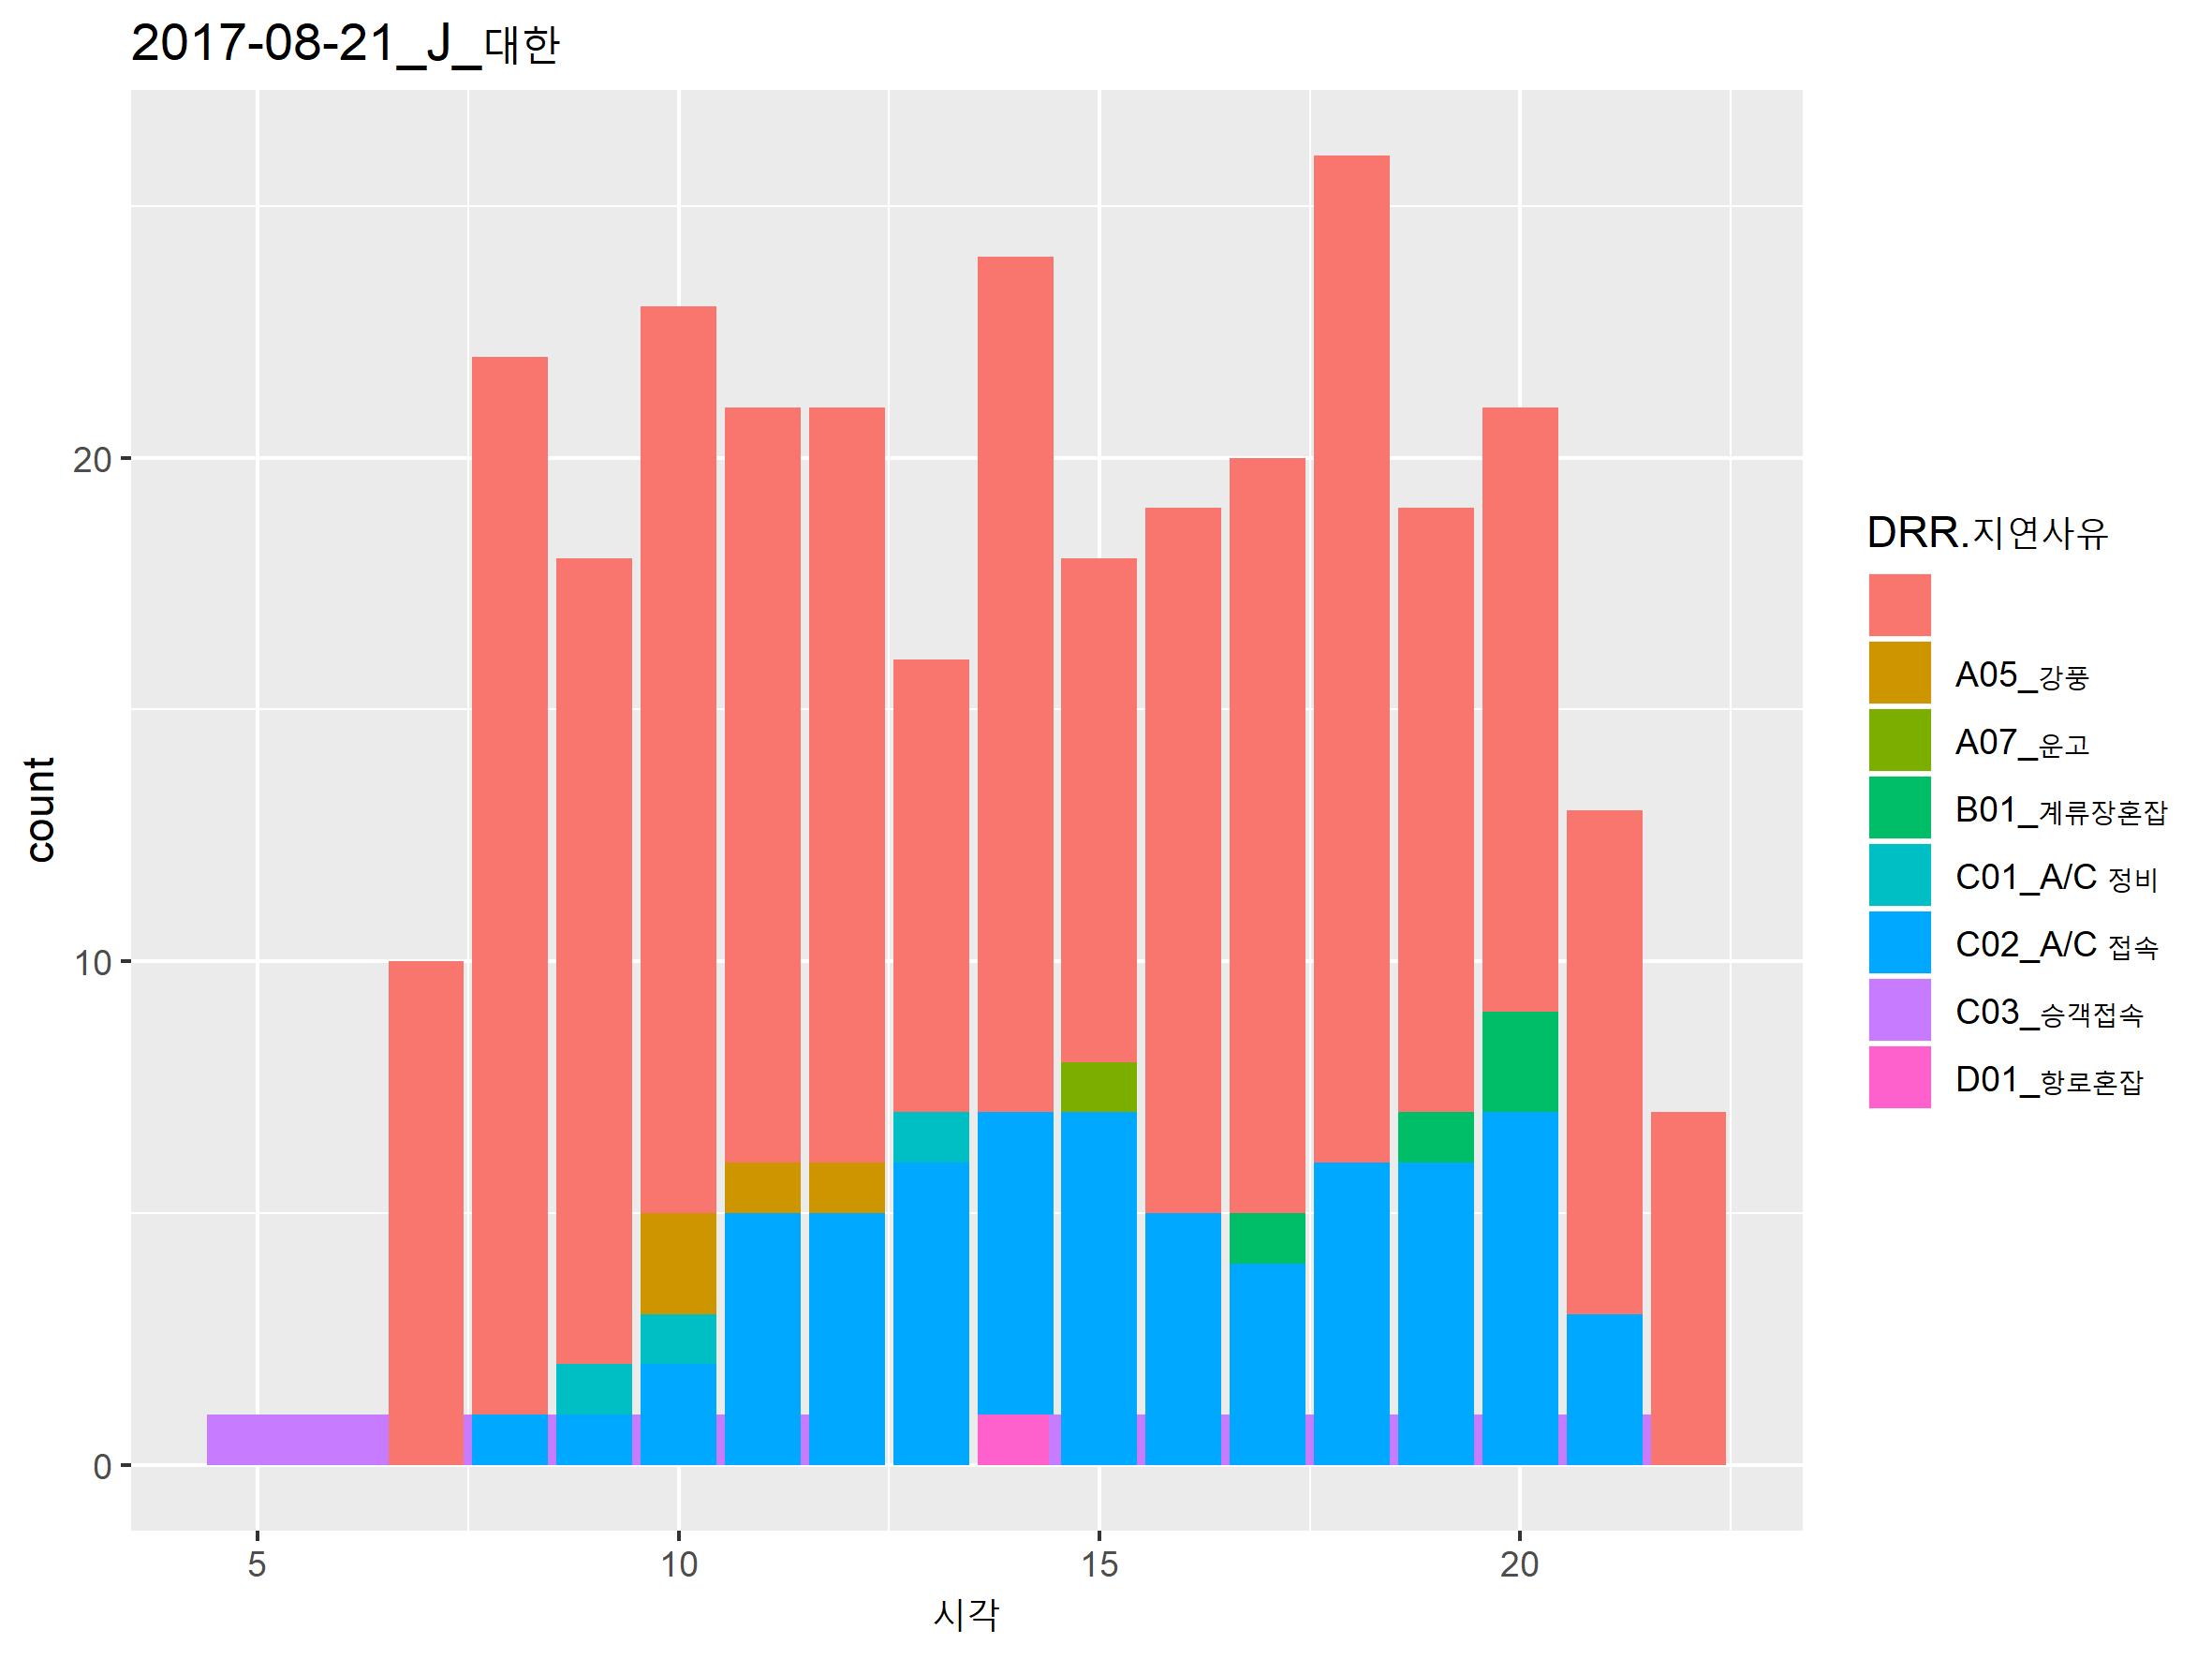 2017-08-21_J_대한
count
20
10
0
5
10
15
20
시각
DRR.지연사유
A05_강풍
A07_운고
B01_계류장혼잡
C01_A/C 정비
C02_A/C 접속
C03_승객접속
D01_항로혼잡